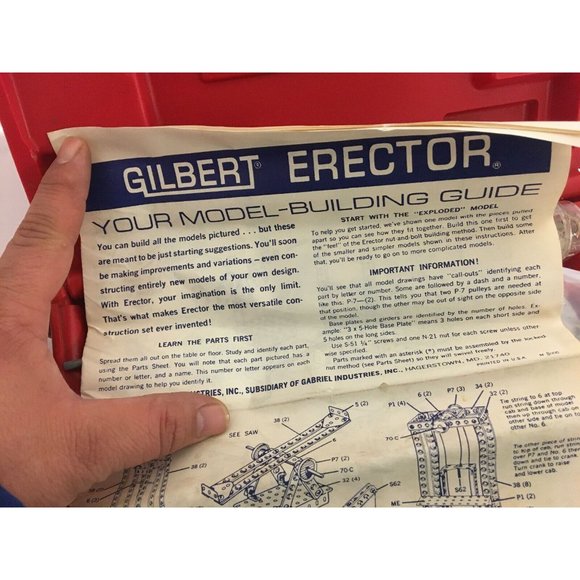 GILBERT ERECTOR®
YOUR MODEL-BUILDING GUIDE
You can build all the models pictured . . . but these
are meant to be just starting suggestions. You'll soon
be making improvements and variations – even con-
structing entirely new models of your own design.
With Erector, your imagination is the only limit.
That's what makes Erector the most versatile con-
struction set ever invented!
LEARN THE PARTS FIRST
Spread them all out on the table or floor. Study and identify each part,
using the Parts Sheet. You will note that each part pictured has a
number or letter, and a name. This number or letter appears on each
model drawing to help you identify it.
START WITH THE "EXPLODED" MODEL
To help you get started, we've shown one model with the pieces pulled
apart so you can see how they fit together. Build this one first to get
the "feel" of the Erector nut-and-bolt building method. Then build some
of the smaller and simpler models shown in these instructions. After
that, you'll be ready to go on to more complicated models.
IMPORTANT INFORMATION!
You'll see that all model drawings have "call-outs" identifying each
part by letter or number. Some are followed by a dash and a number
like this: P-7—(2). This tells you that two P-7 pulleys are needed at
that position, though the other may be out of sight on the opposite side
of the model.
Base plates and girders are identified by the number of holes. Ex-
ample: "3 x 5-Hole Base Plate" means 3 holes on each short side and
5 holes on the long sides.
Use S-51 ¼" screws and one N-21 nut for each screw unless other-
wise specified.
Parts marked with an asterisk (*) must be assembled by the locked
nut method (see Parts Sheet) so they will swivel freely.
INDUSTRIES, INC., SUBSIDIARY OF GABRIEL INDUSTRIES, INC., HAGERSTOWN, MD. 21740
PRINTED IN U.S.A.
38 (2)
5 (2)
SEE SAW
P7 (2)
70-C
32 (4)
38 (2)
32 (2)
S62
6 (2)
P7 (3)
32 (2)
34 (2)
P1 (4)
70-C
S62
38 (8)
P1 (2)
ME
Tie string to 6 at top
run string down through
cab and base of model
then up through cab on
other side and tie on to
other No. 6.
The other piece of string
to top of cab, run string
over P7 and No. 6 then
down and tie to crank.
Turn crank to raise
and lower cab.